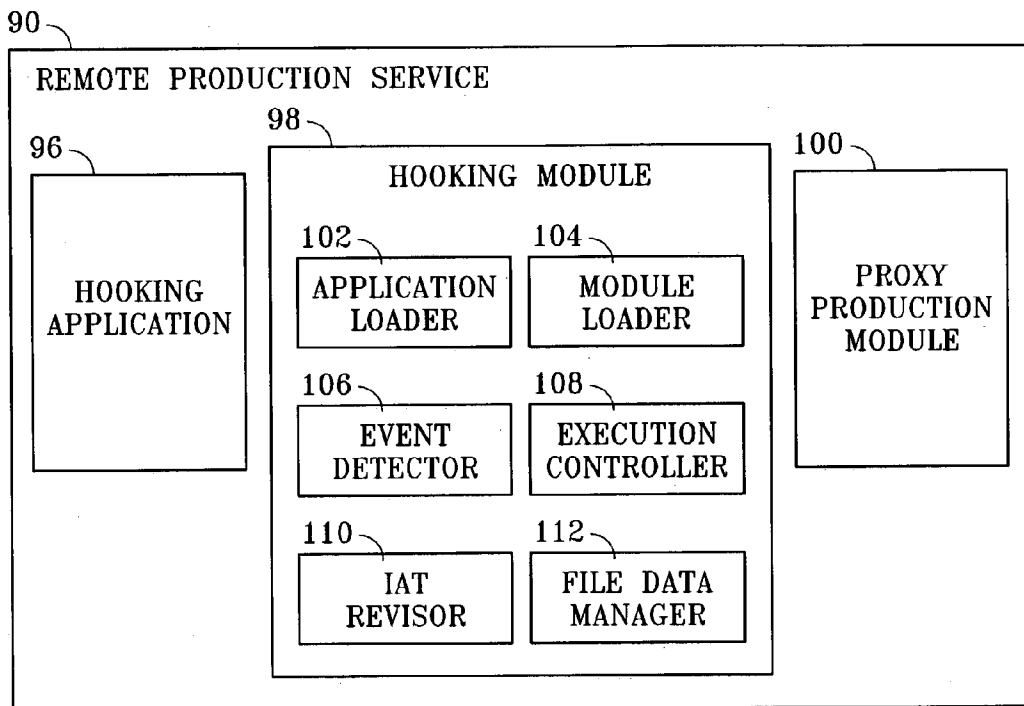 90
REMOTE PRODUCTION SERVICE
96
HOOKING
APPLICATION
98
HOOKING MODULE
102
APPLICATION
LOADER
104
MODULE
LOADER
106
EVENT
DETECTOR
108
EXECUTION
CONTROLLER
110
IAT
REVISOR
112
FILE DATA
MANAGER
100
PROXY
PRODUCTION
MODULE